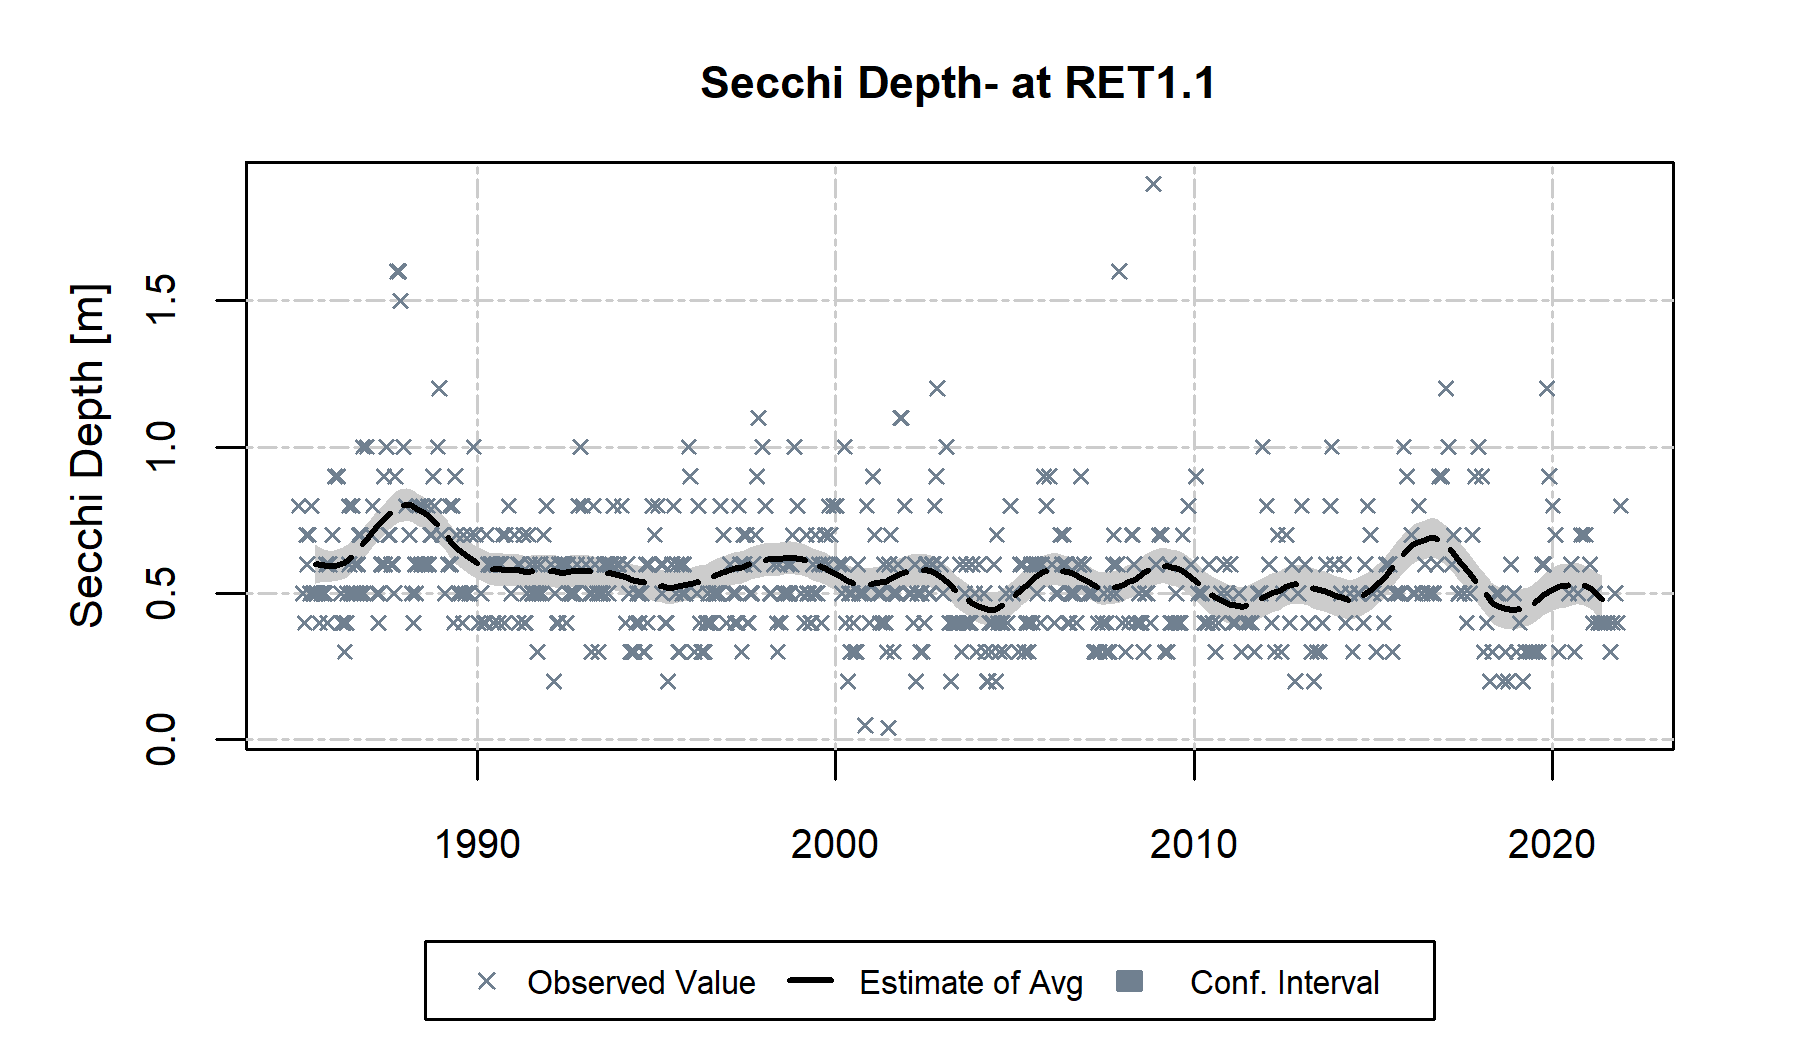 Secchi Depth- at RET1.1
Secchi Depth [m]
1.5
1.0
0.5
0.0
1990 2000 2010 2020
Observed Value Estimate of Avg Conf. Interval